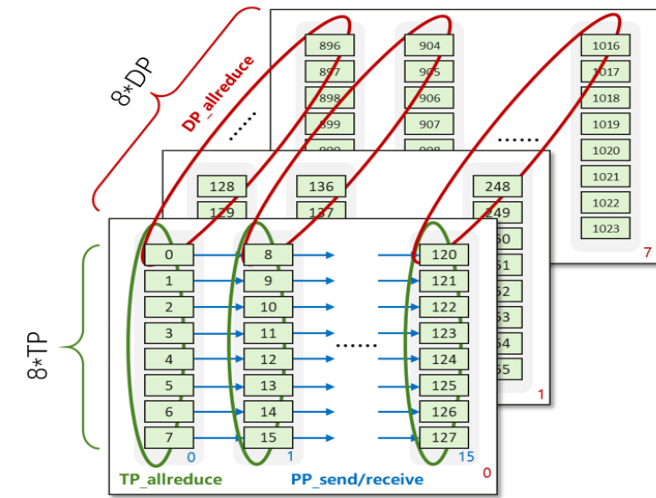 8*DP
DP_allreduce
896 904 1016
897 905 1017
898 906 1018
899 907 1019
1020
1021
1022
1023
7
......
......
128 136 248
129 137 249
1
0 8 120
1 9 121
2 10 122
3 11 123
......
4 12 124
5 13 125
6 14 126
7 15 127
0 1 15
0
8*TP
TP_allreduce
PP_send/receive